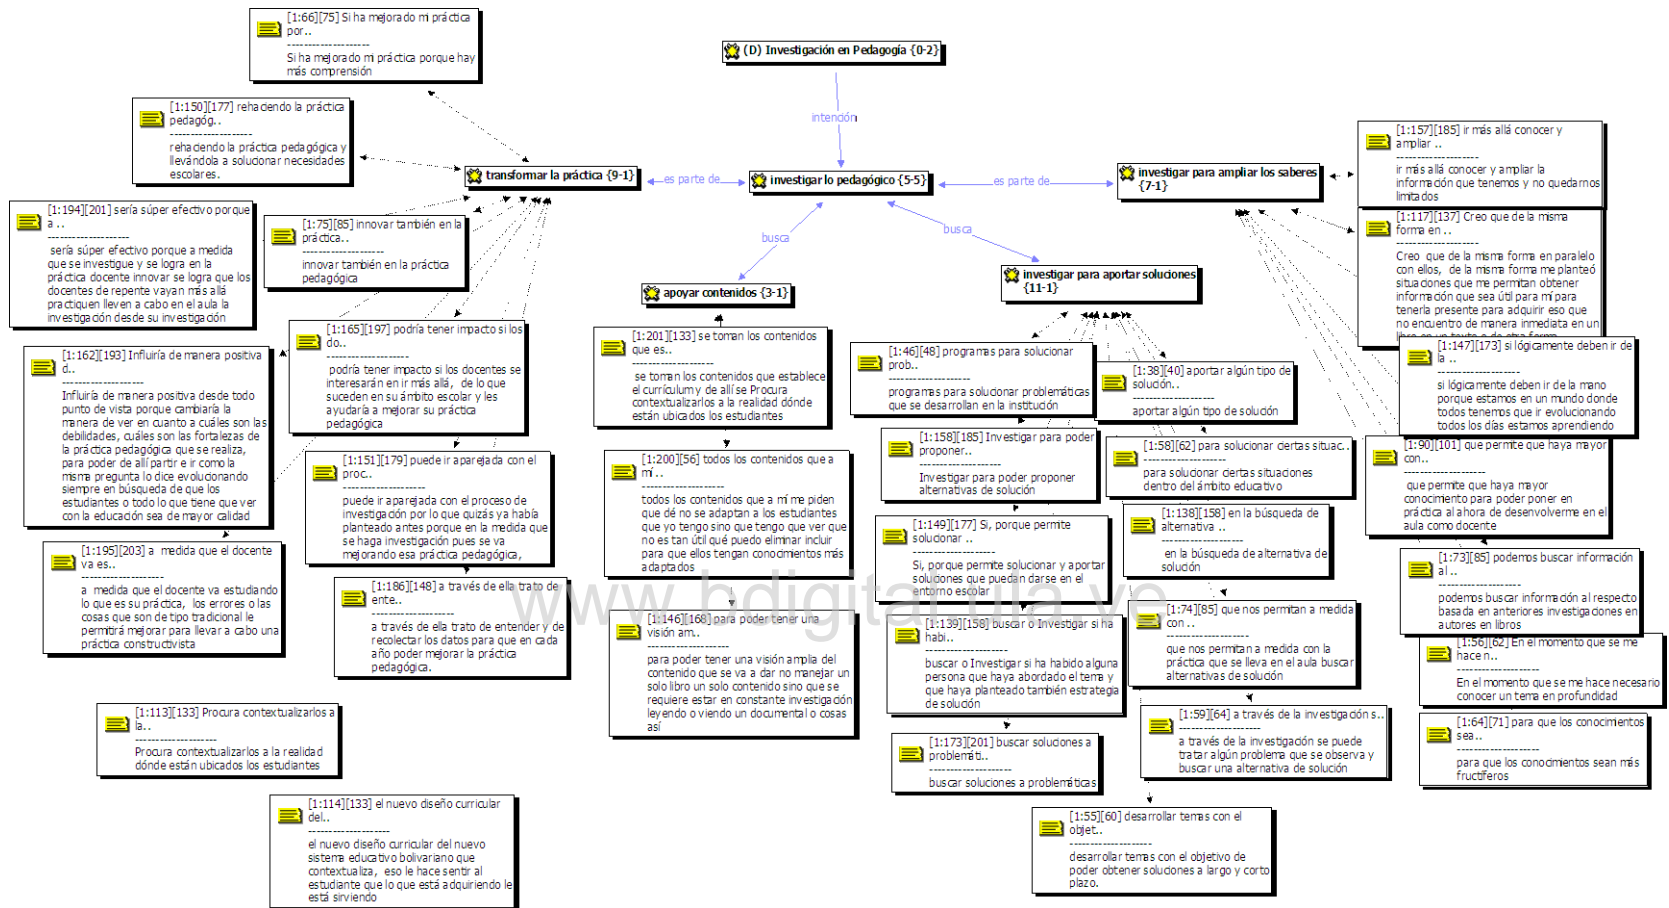 (D) Investigación en Pedagogía {0-2}
intención
transformar la práctica {9-1}
es parte de
investigar lo pedagógico {5-5}
es parte de
investigar para ampliar los saberes
{7-1}
busca
busca
apoyar contenidos {3-1}
investigar para aportar soluciones
{11-1}
[1:66][75] Si ha mejorado mi práctica
por..
--------------------
Si ha mejorado mi práctica porque hay
más comprensión
[1:150][177] rehaciendo la práctica
pedagóg..
--------------------
rehaciendo la práctica pedagógica y
llevándola a solucionar necesidades
escolares.
[1:194][201] sería súper efectivo porque
a ..
--------------------
sería súper efectivo porque a medida
que se investigue y se logra en la
práctica docente innovar se logra que los
docentes de repente vayan más allá
practiquen lleven a cabo en el aula la
investigación desde su investigación
[1:75][85] innovar también en la
práctica..
--------------------
innovar también en la práctica
pedagógica
[1:165][197] podría tener impacto si los
do..
--------------------
podría tener impacto si los docentes se
interesarán en ir más allá, de lo que
suceden en su ámbito escolar y les
ayudaría a mejorar su práctica
pedagógica
[1:162][193] Influiría de manera positiva
d..
--------------------
Influiría de manera positiva desde todo
punto de vista porque cambiaría la
manera de ver en cuanto a cuáles son las
debilidades, cuáles son las fortalezas de
la práctica pedagógica que se realiza,
para poder de allí partir e ir como la
misma pregunta lo dice evolucionando
siempre en búsqueda de que los
estudiantes o todo lo que tiene que ver
con la educación sea de mayor calidad
[1:151][179] puede ir aparejada con el
proc..
--------------------
puede ir aparejada con el proceso de
investigación por lo que quizás ya había
planteado antes porque en la medida que
se haga investigación pues se va
mejorando esa práctica pedagógica,
[1:195][203] a  medida que el docente
va es..
--------------------
a  medida que el docente va estudiando
lo que es su práctica,  los errores o las
cosas que son de tipo tradicional le
permitirá mejorar para llevar a cabo una
práctica constructivista
[1:186][148] a través de ella trato de
ente..
--------------------
a través de ella trato de entender y de
recolectar los datos para que en cada
año poder mejorar la práctica
pedagógica.
[1:113][133] Procura contextualizarlos a
la..
--------------------
Procura contextualizarlos a la realidad
dónde están ubicados los estudiantes
[1:114][133] el nuevo diseño curricular
del..
--------------------
el nuevo diseño curricular del nuevo
sistema educativo bolivariano que
contextualiza,  eso le hace sentir al
estudiante que lo que está adquiriendo le
está sirviendo
[1:201][133] se toman los contenidos
que es..
--------------------
se toman los contenidos que establece
el currículumy de allí se Procura
contextualizarlos a la realidad dónde
están ubicados los estudiantes
[1:200][56] todos los contenidos que a
mí ..
--------------------
todos los contenidos que a mí me piden
que dé no se adaptan a los estudiantes
que yo tengo sino que tengo que ver que
no es tan útil qué puedo eliminar incluir
para que ellos tengan conocimientos más
adaptados
[1:146][168] para poder tener una
visión am..
--------------------
para poder tener una visión amplia del
contenido que se va a dar no manejar un
solo libro un solo contenido sino que se
requiere estar en constante investigación
leyendo o viendo un documental o cosas
así
[1:46][48] programas para solucionar
prob..
--------------------
programas para solucionar problemáticas
que se desarrollan en la institución
[1:158][185] Investigar para poder
proponer..
--------------------
Investigar para poder proponer
alternativas de solución
[1:149][177] Si, porque permite
solucionar ..
--------------------
Si, porque permite solucionar y aportar
soluciones que puedan darse en el
entorno escolar
[1:139][158] buscar o Investigar si ha
habi..
--------------------
buscar o Investigar si ha habido alguna
persona que haya abordado el tema y
que haya planteado también estrategia
de solución
[1:173][201] buscar soluciones a
problemáti..
--------------------
buscar soluciones a problemáticas
[1:38][40] aportar algún tipo de
solución..
--------------------
aportar algún tipo de solución
[1:58][62] para solucionar ciertas situac..
--------------------
para solucionar ciertas situaciones
dentro del ámbito educativo
[1:138][158] en la búsqueda de
alternativa ..
--------------------
en la búsqueda de alternativa de
solución
[1:74][85] que nos permitan a medida
con ..
--------------------
que nos permitan a medida con la
práctica que se lleva en el aula buscar
alternativas de solución
[1:59][64] a través de la investigación s..
--------------------
a través de la investigación se puede
tratar algún problema que se observa y
buscar una alternativa de solución
[1:55][60] desarrollar temas con el
objet..
--------------------
desarrollar temas con el objetivo de
poder obtener soluciones a largo y corto
plazo.
[1:157][185] ir más allá conocer y
ampliar ..
--------------------
ir más allá conocer y ampliar la
información que tenemos y no quedarnos
limitados
[1:117][137] Creo que de la misma
forma en ..
--------------------
Creo  que de la misma forma en paralelo
con ellos,  de la misma forma me planteó
situaciones que me permitan obtener
información que sea útil para mí para
tenerla presente para adquirir eso que
no encuentro de manera inmediata en un
[1:147][173] si lógicamente deben ir de
la ..
--------------------
si lógicamente deben ir de la mano
porque estamos en un mundo donde
todos tenemos que ir evolucionando
todos los días estamos aprendiendo
[1:90][101] que permite que haya mayor
con..
--------------------
que permite que haya mayor
conocimiento para poder poner en
práctica al ahora de desenvolverme en el
aula como docente
[1:73][85] podemos buscar información
al ..
--------------------
podemos buscar información al respecto
basada en anteriores investigaciones en
autores en libros
[1:56][62] En el momento que se me
hace n..
--------------------
En el momento que se me hace necesario
conocer un tema en profundidad
[1:64][71] para que los conocimientos
sea..
--------------------
para que los conocimientos sean más
fructíferos
www.bdigital.ula.ve